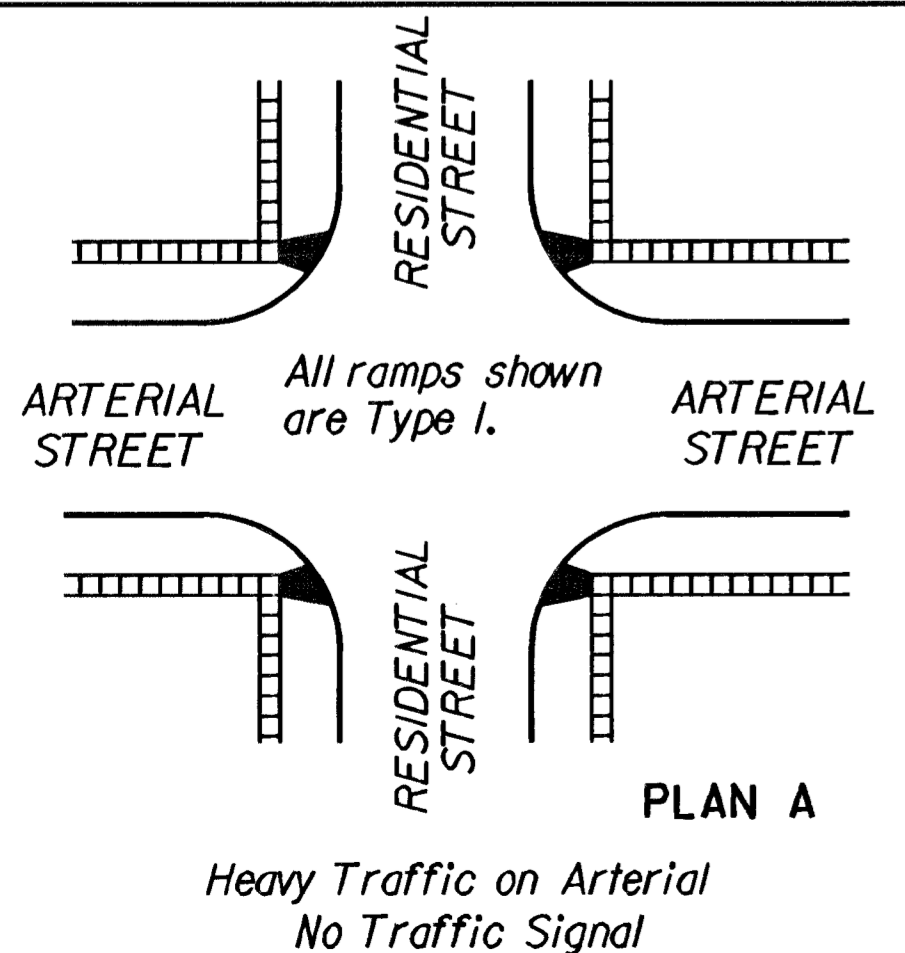 RESIDENTIAL
STREET
All ramps shown
are Type I.
ARTERIAL
STREET
ARTERIAL
STREET
RESIDENTIAL
STREET
PLAN A
Heavy Traffic on Arterial
No Traffic Signal